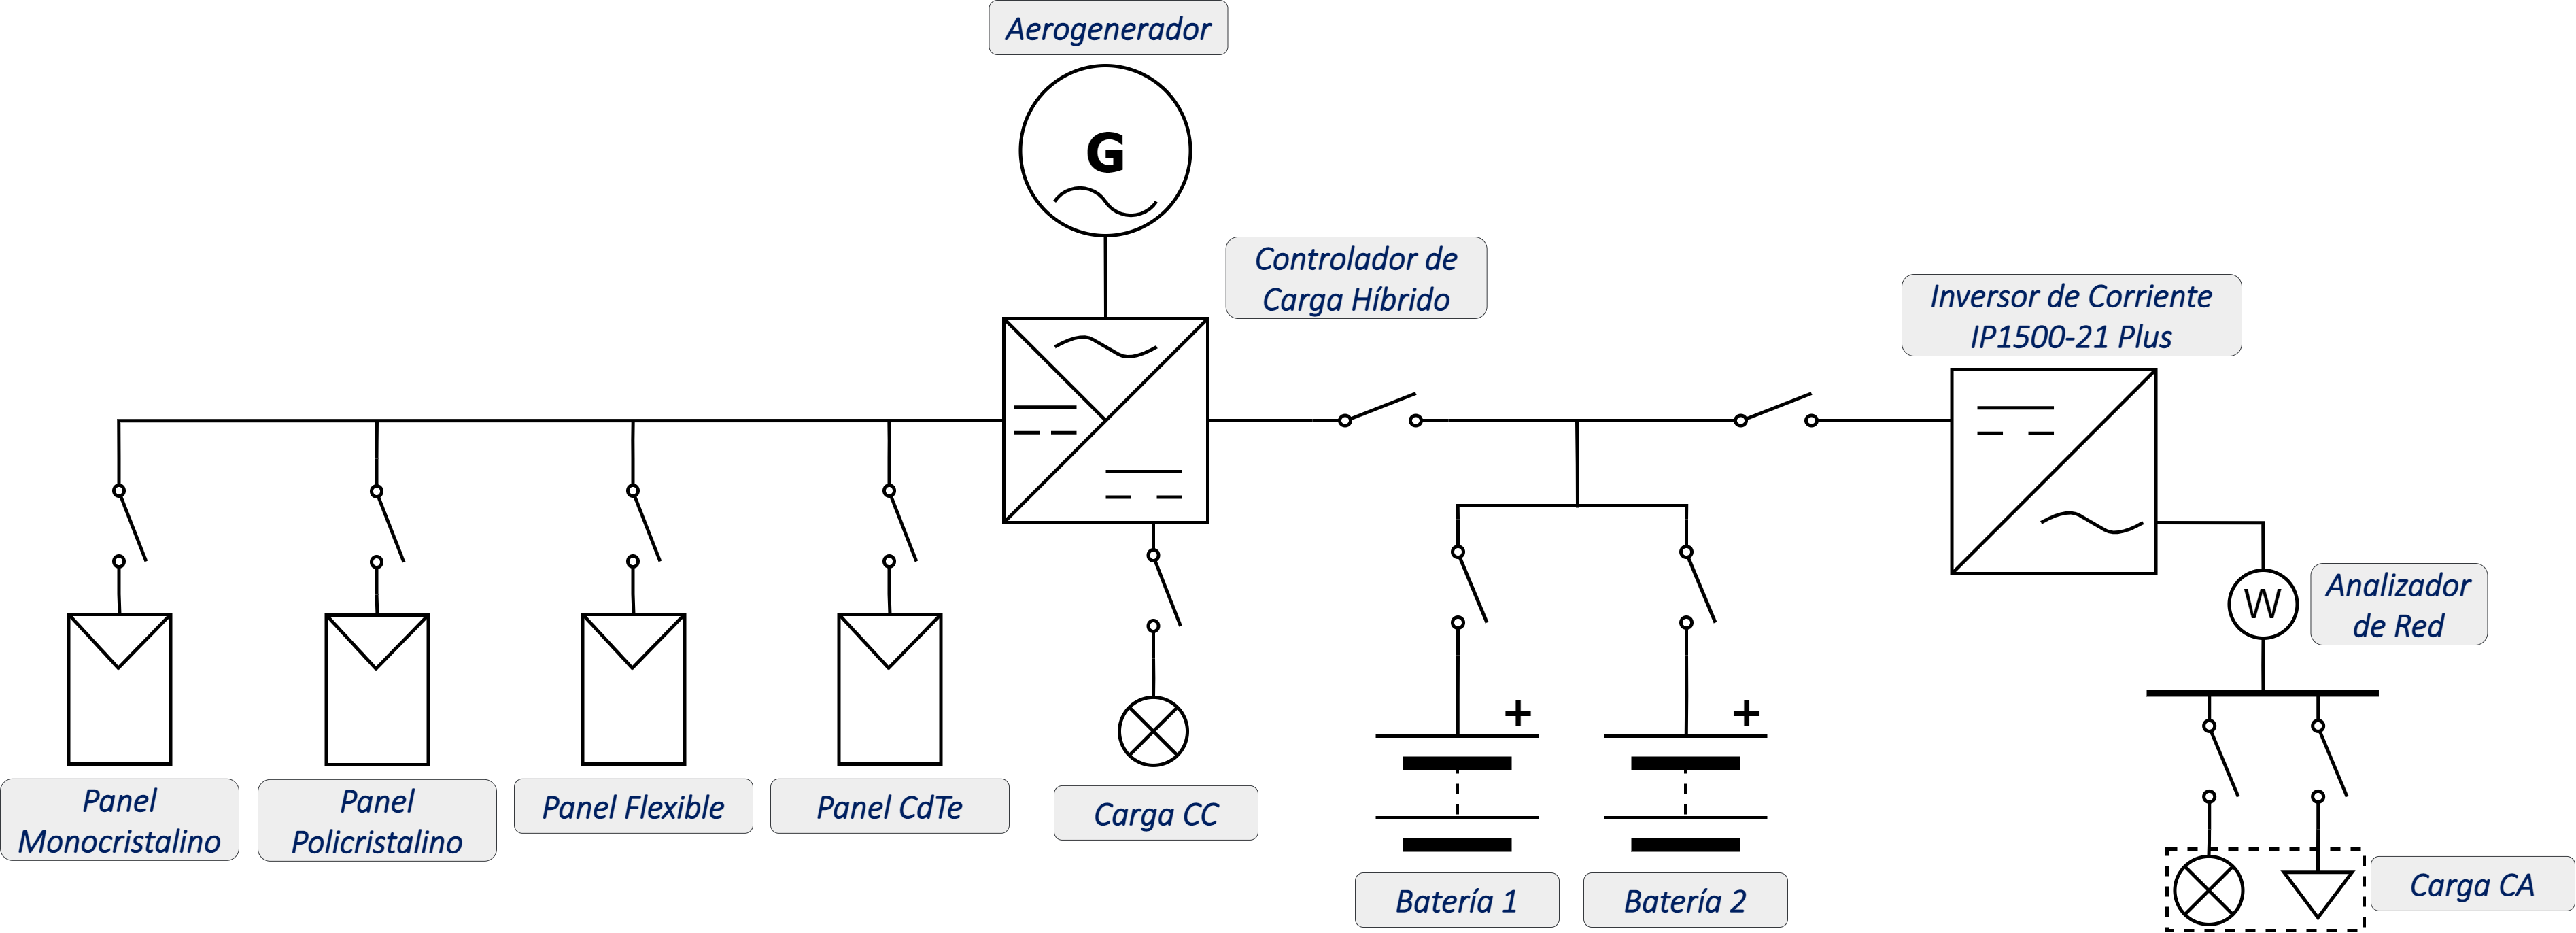 Aerogenerador
G
Controlador de
Carga Híbrido
Inversor de Corriente
IP1500-21 Plus
W
Analizador
de Red
+
+
Panel
Monocristalino
Panel
Policristalino
Panel Flexible
Panel CdTe
Carga CC
Batería 1
Batería 2
Carga CA